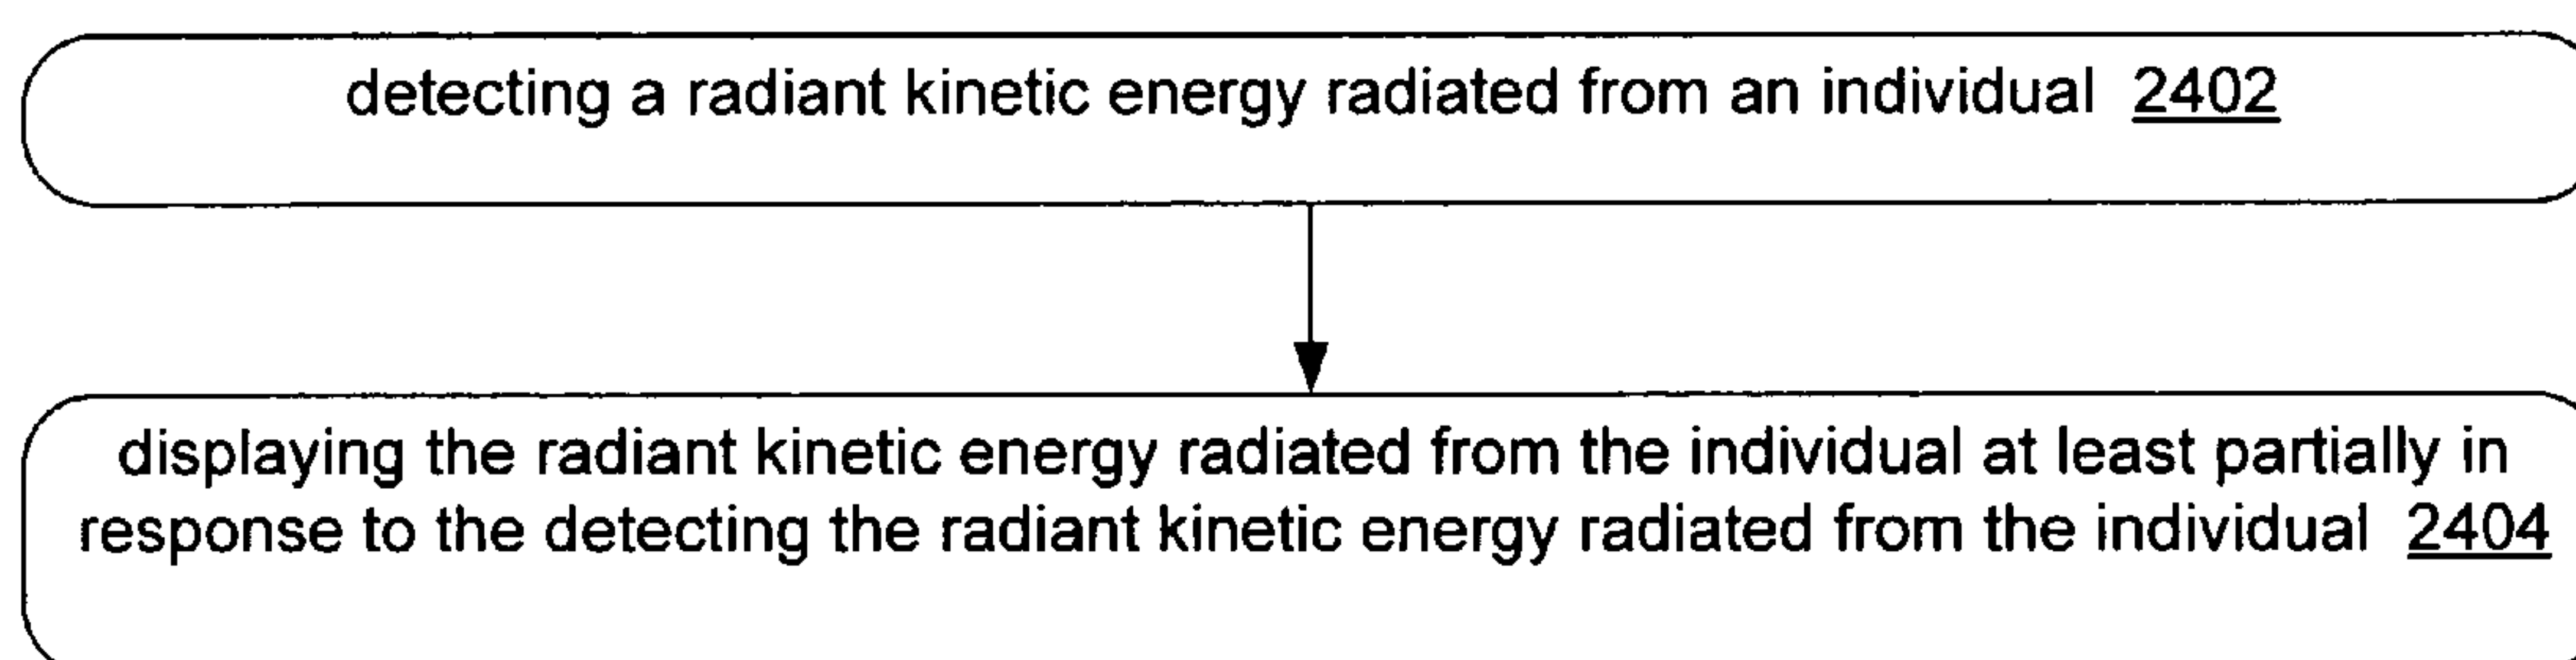 detecting a radiant kinetic energy radiated from an individual 2402
displaying the radiant kinetic energy radiated from the individual at least partially in
response to the detecting the radiant kinetic energy radiated from the individual 2404